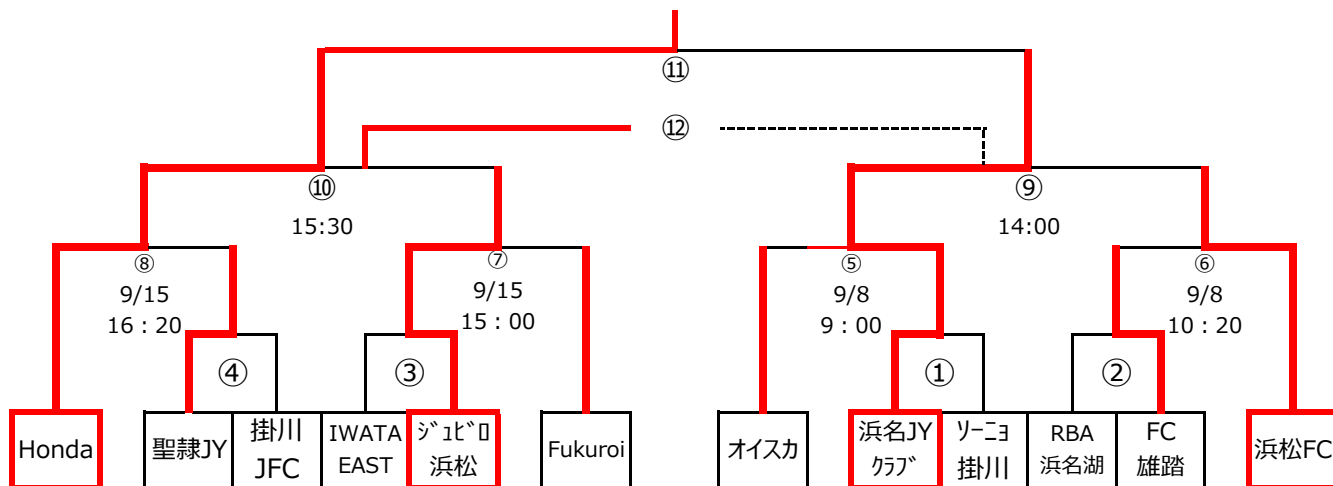 ⑪
⑫
⑩
⑨
15:30
14:00
⑧
⑦
⑤
⑥
9/15
9/15
9/8
9/8
16：20
15：00
9：00
10：20
④
③
①
②
Honda
聖隷JY
掛川
JFC
IWATA
EAST
ｼﾞｭﾋﾞﾛ
浜松
Fukuroi
オイスカ
浜名JY
ｸﾗﾌﾞ
ｿｰﾆｮ
掛川
RBA
浜名湖
FC
雄踏
浜松FC